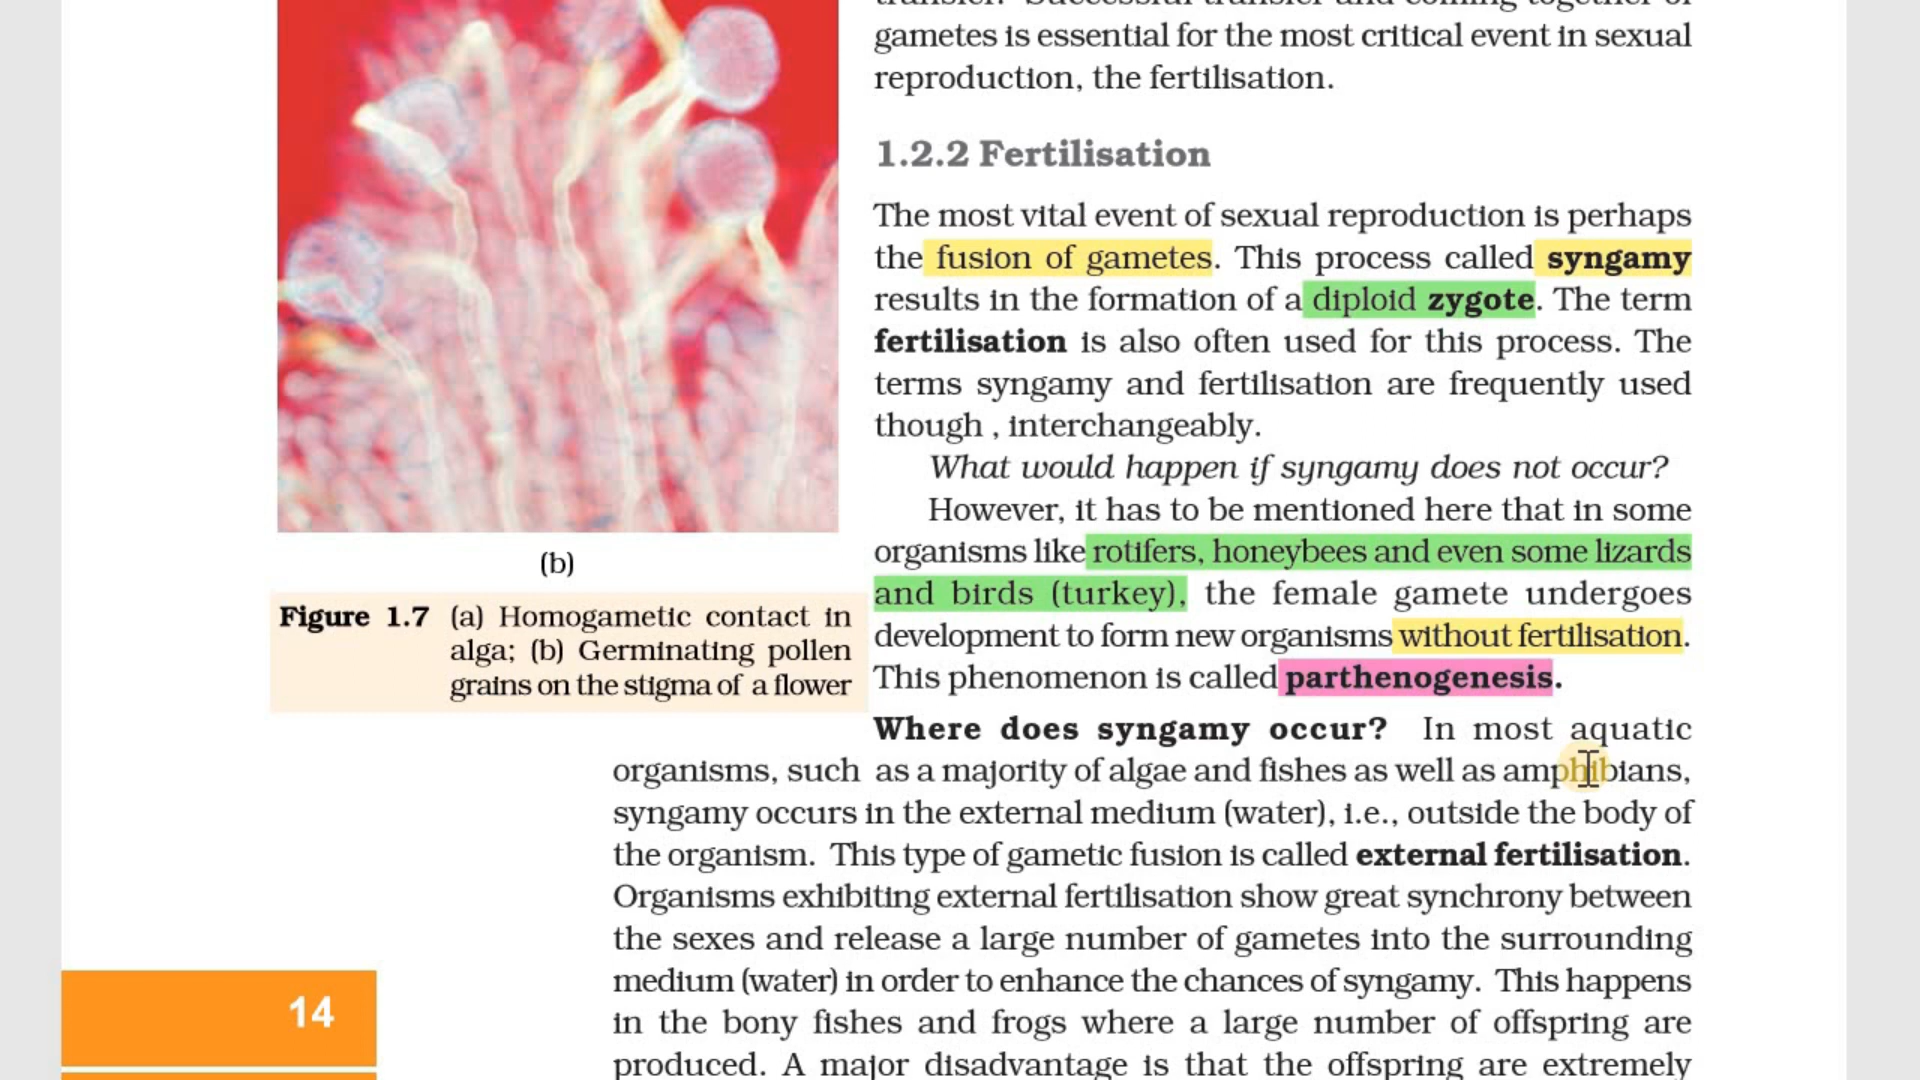 transfer. Successful transfer and coming together of
gametes is essential for the most critical event in sexual
reproduction, the fertilisation.
1.2.2 Fertilisation
The most vital event of sexual reproduction is perhaps
the fusion of gametes. This process called syngamy
results in the formation of a diploid zygote. The term
fertilisation is also often used for this process. The
terms syngamy and fertilisation are frequently used
though , interchangeably.
What would happen if syngamy does not occur?
However, it has to be mentioned here that in some
organisms like rotifers, honeybees and even some lizards
and birds (turkey), the female gamete undergoes
development to form new organisms without fertilisation.
This phenomenon is called parthenogenesis.
(b)
Figure 1.7 (a) Homogametic contact in
alga; (b) Germinating pollen
grains on the stigma of a flower
Where does syngamy occur? In most aquatic
organisms, such as a majority of algae and fishes as well as amphibians,
syngamy occurs in the external medium (water), i.e., outside the body of
the organism. This type of gametic fusion is called external fertilisation.
Organisms exhibiting external fertilisation show great synchrony between
the sexes and release a large number of gametes into the surrounding
medium (water) in order to enhance the chances of syngamy. This happens
in the bony fishes and frogs where a large number of offspring are
produced. A major disadvantage is that the offspring are extremely
14